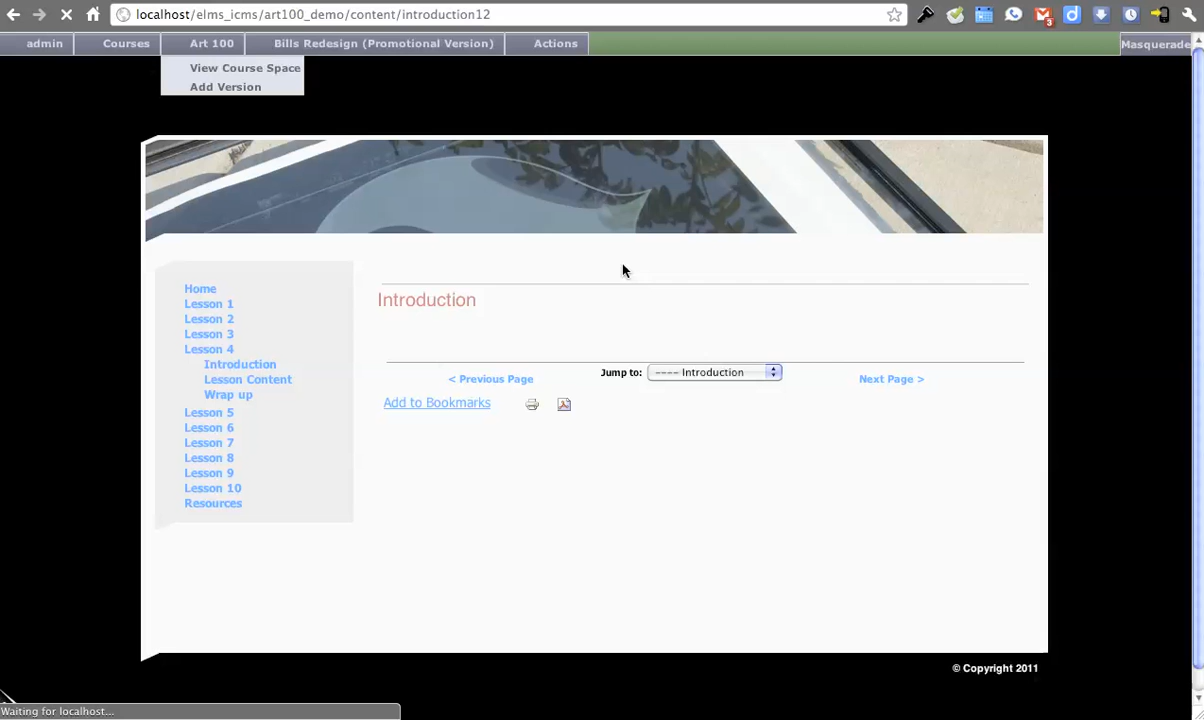 localhost/elms_icms/art100_demo/content/introduction12
3
admin Courses Art 100 Bills Redesign (Promotional Version) Actions Masquerade
View Course Space
Add Version
Home
Lesson 1
Lesson 2
Lesson 3
Lesson 4
Introduction
Lesson Content
Wrap up
Lesson 5
Lesson 6
Lesson 7
Lesson 8
Lesson 9
Lesson 10
Resources
Introduction
< Previous Page Jump to: ---- Introduction Next Page >
Add to Bookmarks
© Copyright 2011
Waiting for localhost...